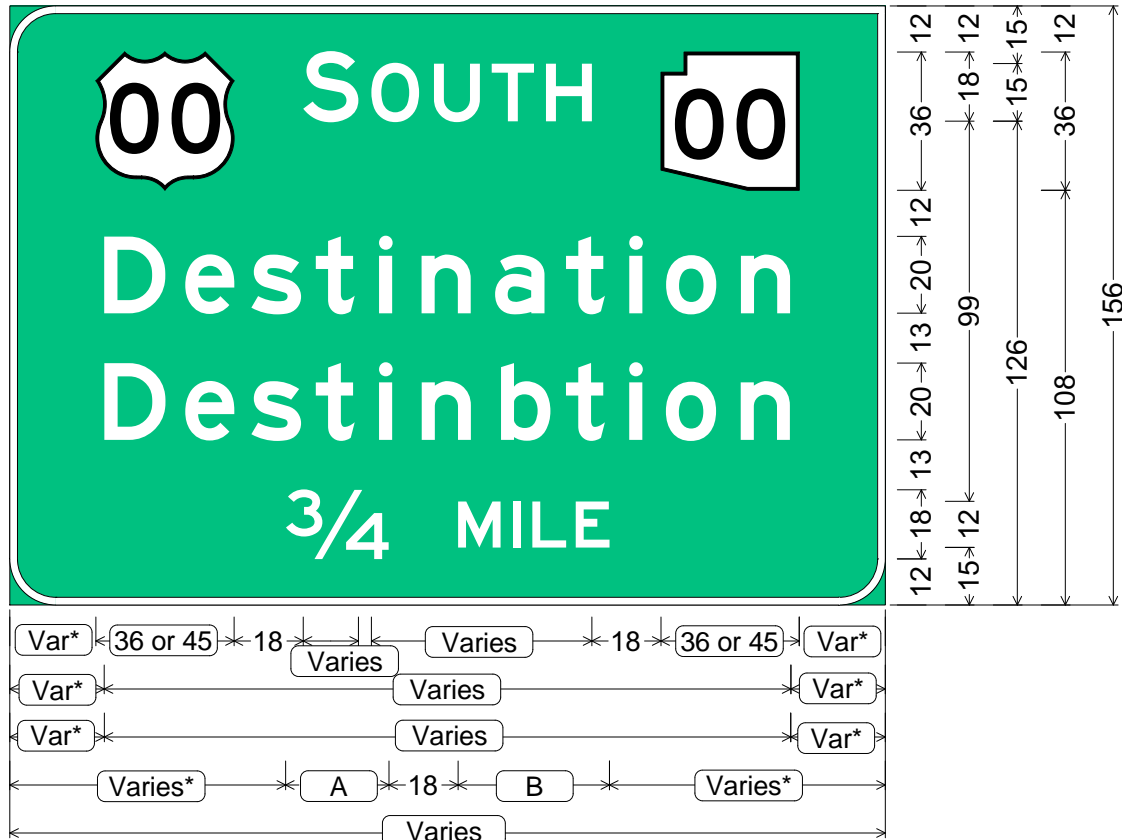 00 SOUTH 00
Destination
Destinbtion
3/4 MILE
12 36 12 20 13 20 13 18 12
12 18 99 12 15
15 15 126
12 36 108
156
Var* 36 or 45 18 Varies Varies 18 36 or 45 Var*
Var* Varies Var*
Var* Varies Var*
Varies* A 18 B Varies*
Varies